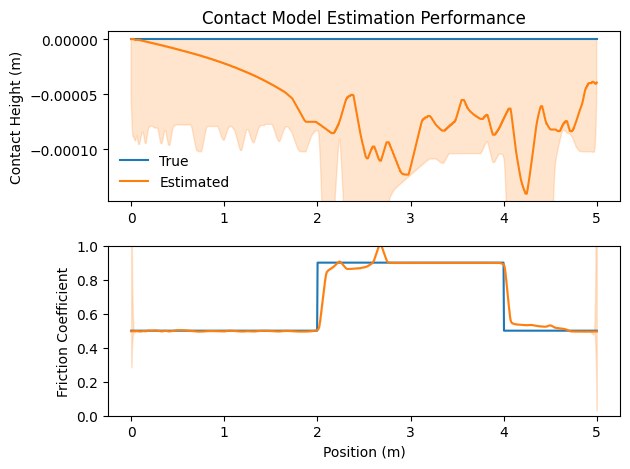 Contact Model Estimation Performance
Contact Height (m)
0.00000
−0.00005
−0.00010
True
Estimated
0 1 2 3 4 5
Friction Coefficient
1.0
0.8
0.6
0.4
0.2
0.0
0 1 2 3 4 5
Position (m)